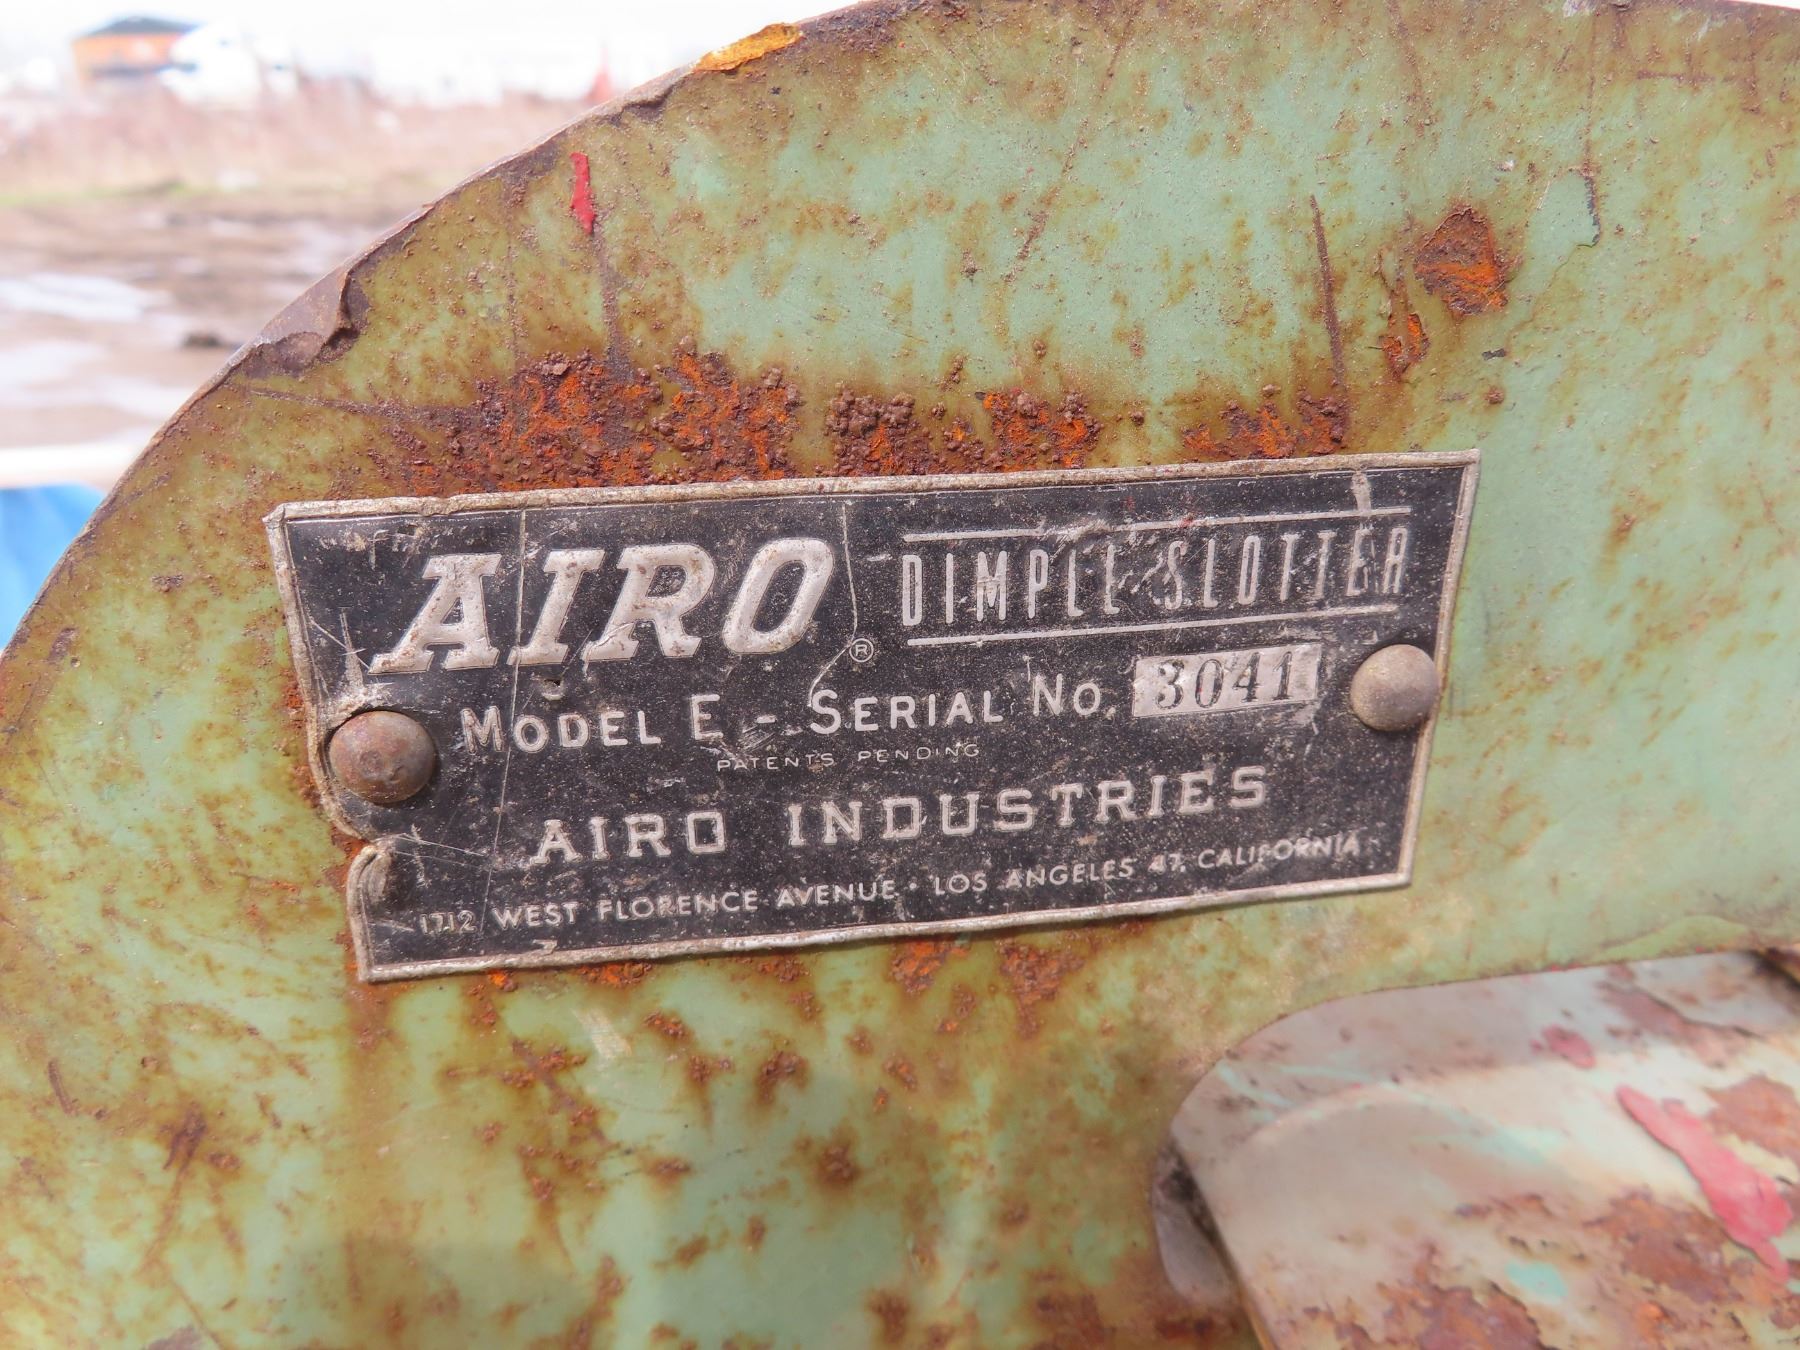 AIRO® DIMPLE SLOTTER
MODEL E - SERIAL NO. 3041
PATENTS PENDING
AIRO INDUSTRIES
1712 WEST FLORENCE AVENUE · LOS ANGELES 47, CALIFORNIA